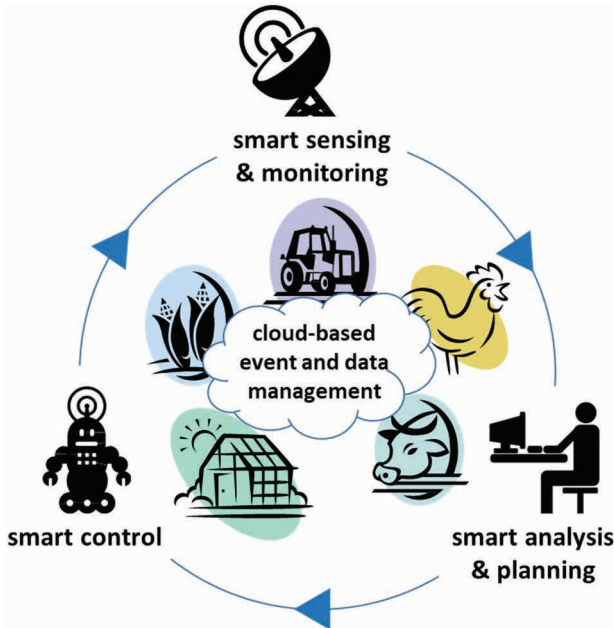 smart sensing
& monitoring
cloud-based
event and data
management
smart control
smart analysis
& planning